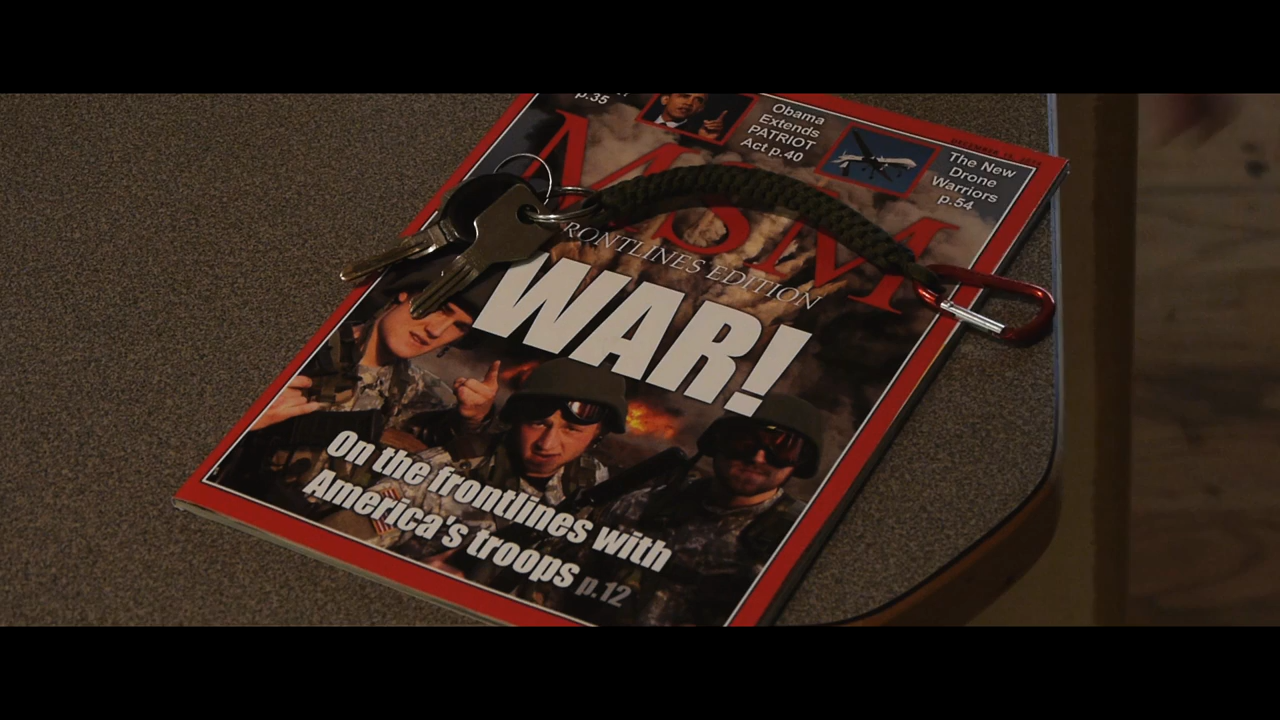 p.35
Obama
Extends
PATRIOT
Act p.40
The New
Drone
Warriors
p.54
MSM
FRONTLINES EDITION
WAR!
On the frontlines with
America's troops p.12